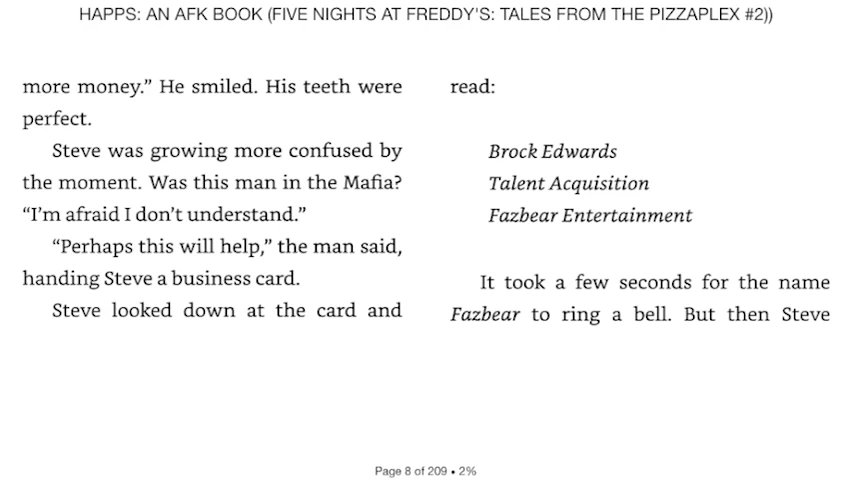 HAPPS: AN AFK BOOK (FIVE NIGHTS AT FREDDY'S: TALES FROM THE PIZZAPLEX #2))
more money.” He smiled. His teeth were
perfect.
Steve was growing more confused by
the moment. Was this man in the Mafia?
“I’m afraid I don’t understand.”
“Perhaps this will help,” the man said,
handing Steve a business card.
Steve looked down at the card and
read:
Brock Edwards
Talent Acquisition
Fazbear Entertainment
It took a few seconds for the name
Fazbear to ring a bell. But then Steve
Page 8 of 209 • 2%